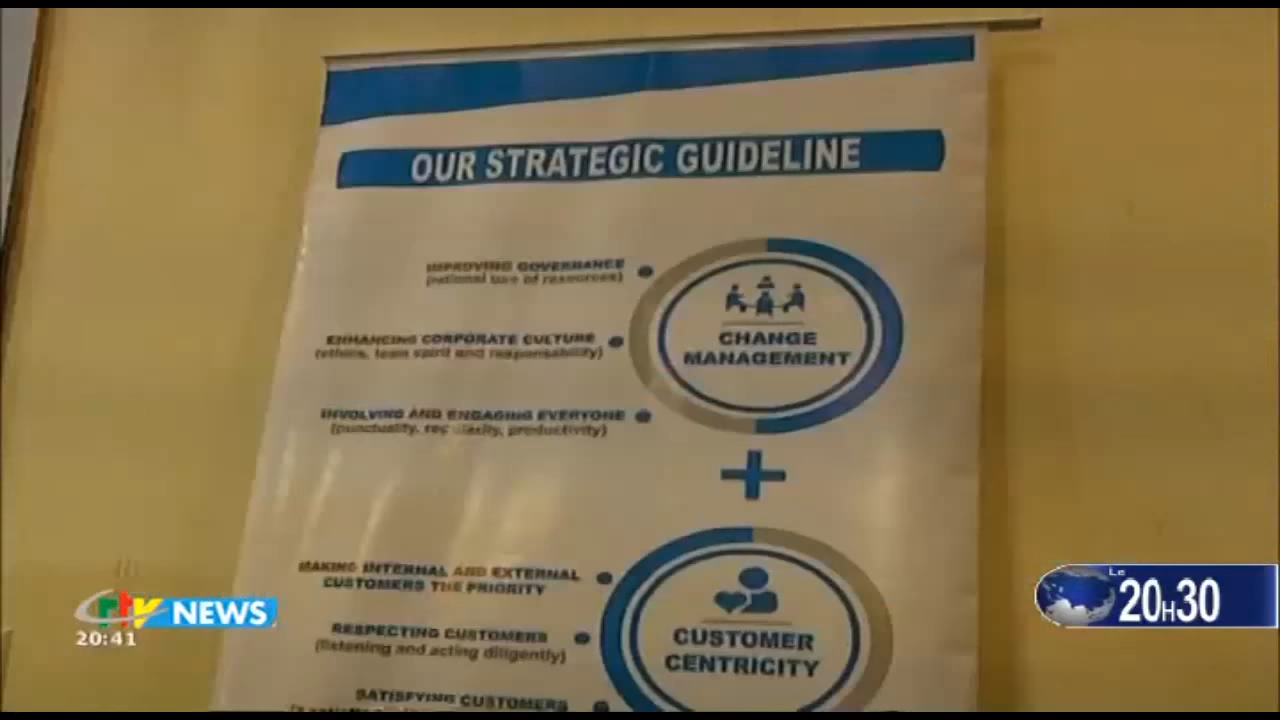 OUR STRATEGIC GUIDELINE
IMPROVING GOVERNANCE
(rational use of resources)
ENHANCING CORPORATE CULTURE
(ethics, team spirit and responsability)
INVOLVING AND ENGAGING EVERYONE
(punctuality, regularity, productivity)
CHANGE
MANAGEMENT
+
MAKING INTERNAL AND EXTERNAL
CUSTOMERS THE PRIORITY
RESPECTING CUSTOMERS
(listening and acting diligently)
SATISFYING CUSTOMERS
CUSTOMER
CENTRICITY
crtv NEWS
20:41
Le
20H30